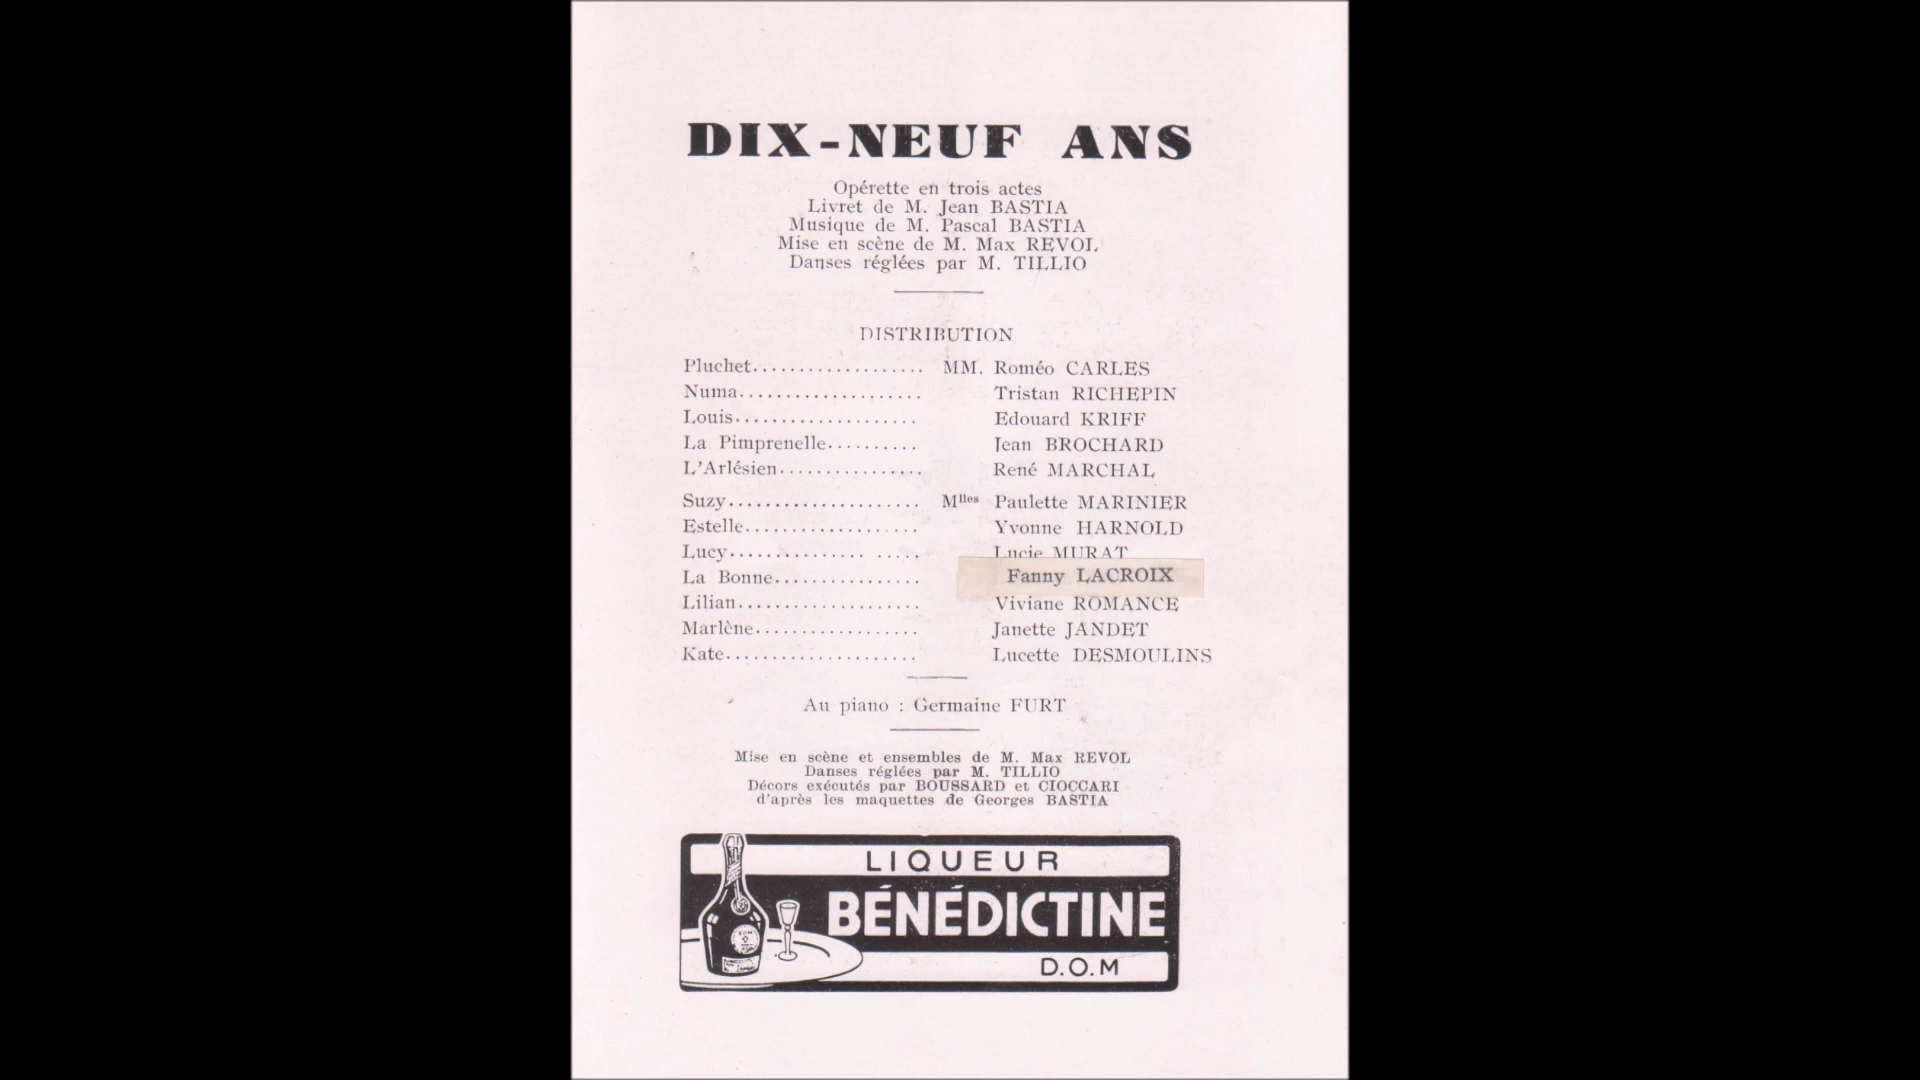 DIX-NEUF ANS
Opérette en trois actes
Livret de M. Jean BASTIA
Musique de M. Pascal BASTIA
Mise en scène de M. Max REVOL
Danses réglées par M. TILLIO
DISTRIBUTION
Pluchet................... MM. Roméo CARLES
Numa.................... Tristan RICHEPIN
Louis.................... Edouard KRIFF
La Pimprenelle.......... Jean BROCHARD
L'Arlésien................ René MARCHAL
Suzy..................... Mlles Paulette MARINIER
Estelle................... Yvonne HARNOLD
Lucy............... ..... Lucie MURAT
La Bonne................ Fanny LACROIX
Lilian.................... Viviane ROMANCE
Marlène.................. Janette JANDET
Kate..................... Lucette DESMOULINS
Au piano : Germaine FURT
Mise en scène et ensembles de M. Max REVOL
Danses réglées par M. TILLIO
Décors exécutés par BOUSSARD et CIOCCARI
d'après les maquettes de Georges BASTIA
LIQUEUR
BÉNÉDICTINE
D.O.M